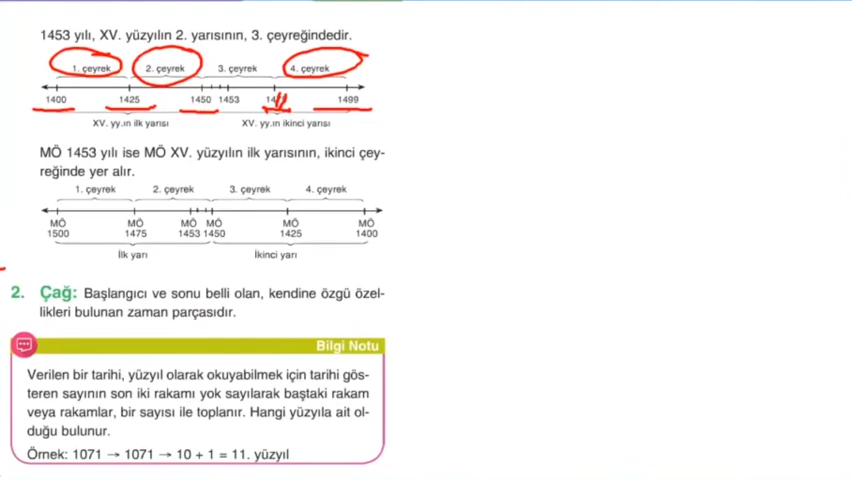 1453 yılı, XV. yüzyılın 2. yarısının, 3. çeyreğindedir.
1. çeyrek 2. çeyrek 3. çeyrek 4. çeyrek
1400 1425 1450 1453 1499
XV. yy.ın ilk yarısı XV. yy.ın ikinci yarısı
MÖ 1453 yılı ise MÖ XV. yüzyılın ilk yarısının, ikinci çey-
reğinde yer alır.
1. çeyrek 2. çeyrek 3. çeyrek 4. çeyrek
MÖ MÖ MÖ MÖ MÖ MÖ
1500 1475 1453 1450 1425 1400
İlk yarı İkinci yarı
2. Çağ: Başlangıcı ve sonu belli olan, kendine özgü özel-
likleri bulunan zaman parçasıdır.
Bilgi Notu
Verilen bir tarihi, yüzyıl olarak okuyabilmek için tarihi gös-
teren sayının son iki rakamı yok sayılarak baştaki rakam
veya rakamlar, bir sayısı ile toplanır. Hangi yüzyıla ait ol-
duğu bulunur.
Örnek: 1071 → 1071 → 10 + 1 = 11. yüzyıl